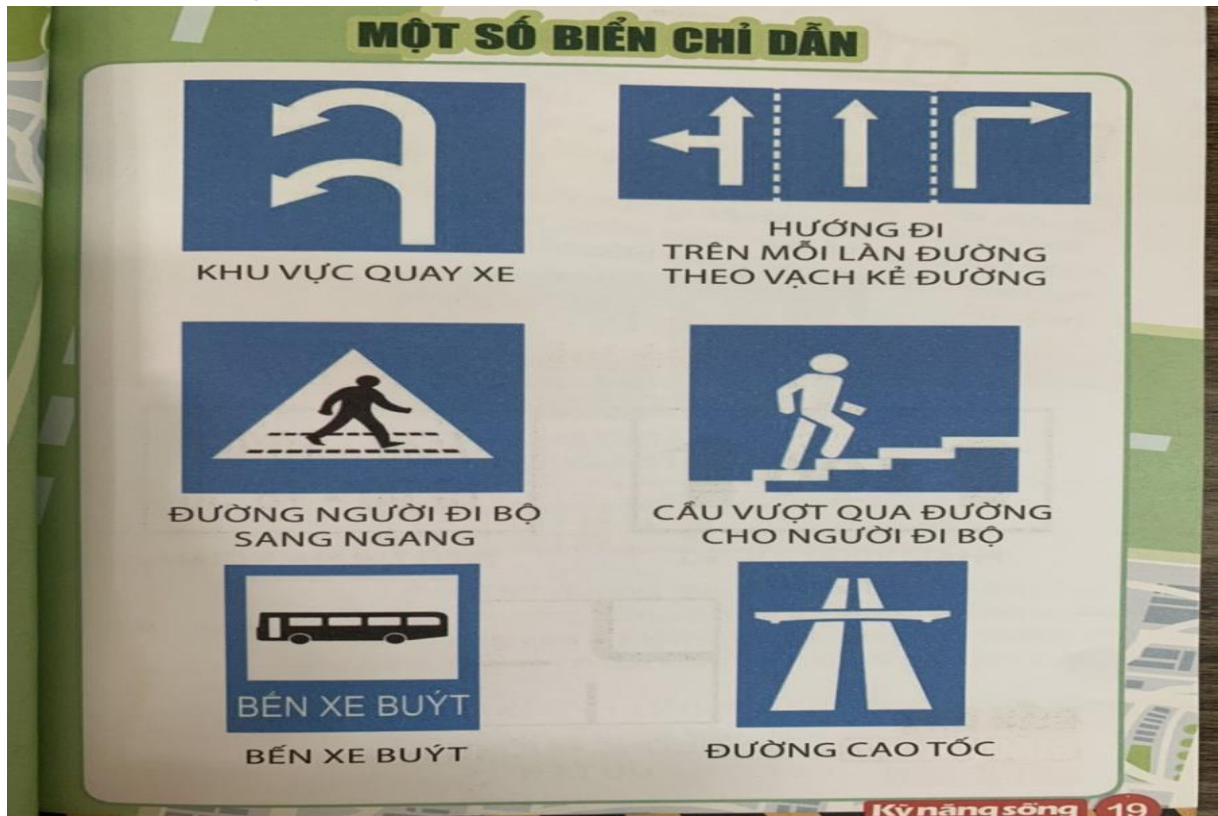 MỘT SỐ BIỂN CHỈ DẪN
KHU VỰC QUAY XE
HƯỚNG ĐI
TRÊN MỖI LÀN ĐƯỜNG
THEO VẠCH KẺ ĐƯỜNG
ĐƯỜNG NGƯỜI ĐI BỘ
SANG NGANG
CẦU VƯỢT QUA ĐƯỜNG
CHO NGƯỜI ĐI BỘ
BẾN XE BUÝT
BẾN XE BUÝT
ĐƯỜNG CAO TỐC
Kỹ năng sống 19